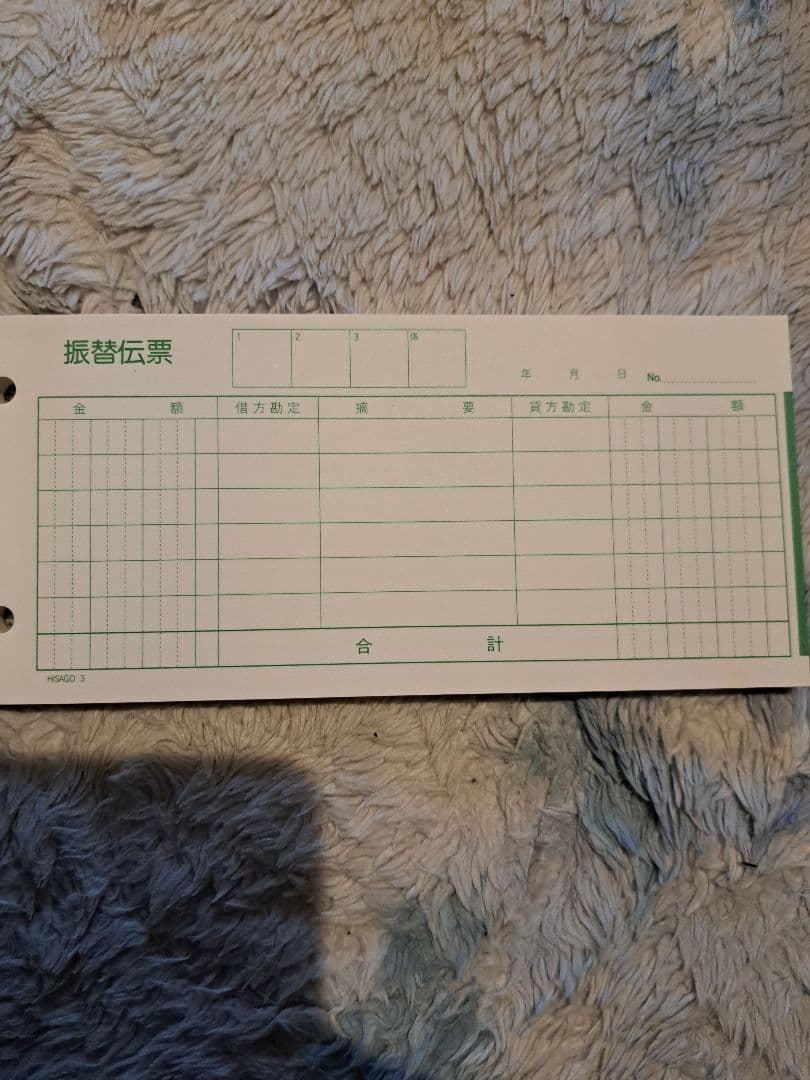 振替伝票
1 2 3 係
年 月 日 No.
金 額 借方勘定 摘 要 貸方勘定 金 額
合 計
HISAGO 3